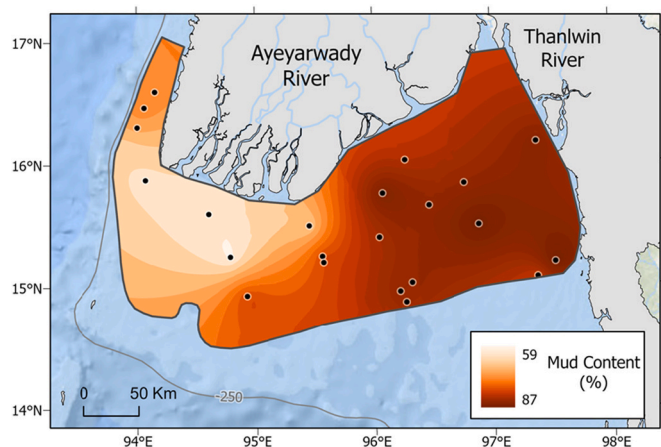 17°N
16°N
15°N
14°N
Ayeyarwady
River
Thanlwin
River
0 50 Km
-250
59
87
Mud Content
(%)
94°E 95°E 96°E 97°E 98°E